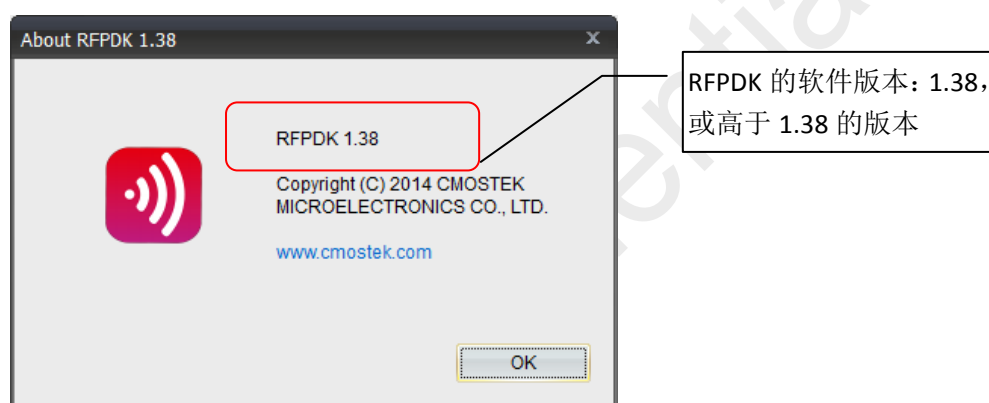 About RFPDK 1.38
x
RFPDK 的软件版本：1.38，
或高于 1.38 的版本
RFPDK 1.38
Copyright (C) 2014 CMOSTEK
MICROELECTRONICS CO., LTD.
www.cmostek.com
OK